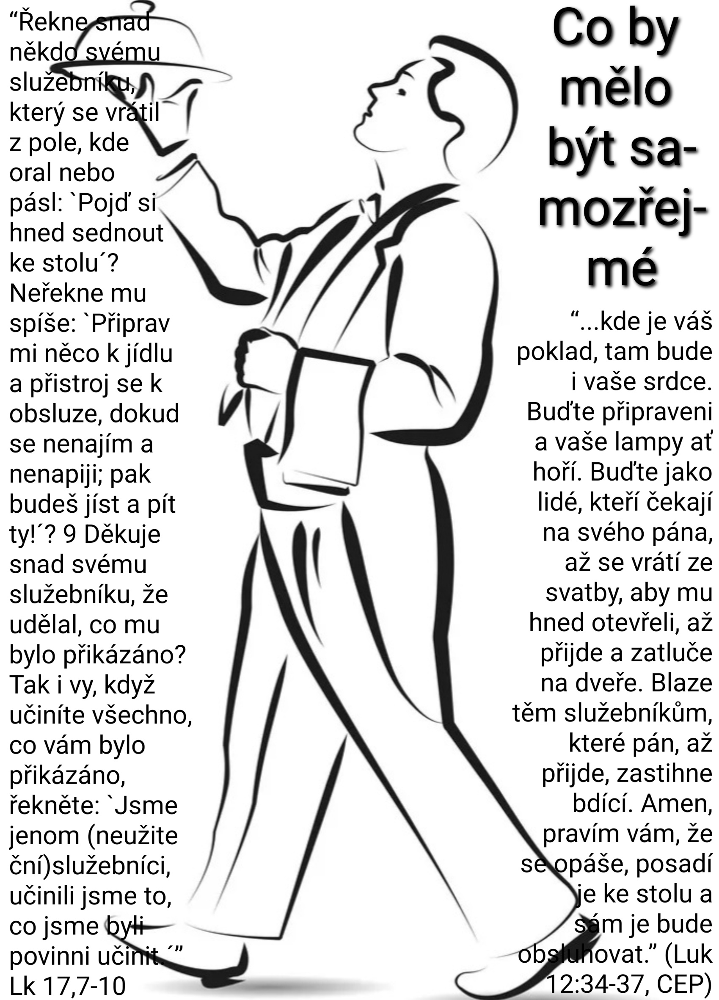 “Řekne snad
někdo svému
služebníku,
který se vrátil
z pole, kde
oral nebo
pásl: `Pojď si
hned sednout
ke stolu´?
Neřekne mu
spíše: `Připrav
mi něco k jídlu
a přistroj se k
obsluze, dokud
se nenajím a
nenapiji; pak
budeš jíst a pít
ty!´? 9 Děkuje
snad svému
služebníku, že
udělal, co mu
bylo přikázáno?
Tak i vy, když
učiníte všechno,
co vám bylo
přikázáno,
řekněte: `Jsme
jenom (neužite
ční)služebníci,
učinili jsme to,
co jsme byli
povinni učinit.´”
Lk 17,7-10
Co by
mělo
být sa-
mozřej-
mé
“...kde je váš
poklad, tam bude
i vaše srdce.
Buďte připraveni
a vaše lampy ať
hoří. Buďte jako
lidé, kteří čekají
na svého pána,
až se vrátí ze
svatby, aby mu
hned otevřeli, až
přijde a zatluče
na dveře. Blaze
těm služebníkům,
které pán, až
přijde, zastihne
bdící. Amen,
pravím vám, že
se opáše, posadí
je ke stolu a
sám je bude
obsluhovat.” (Luk
12:34-37, CEP)